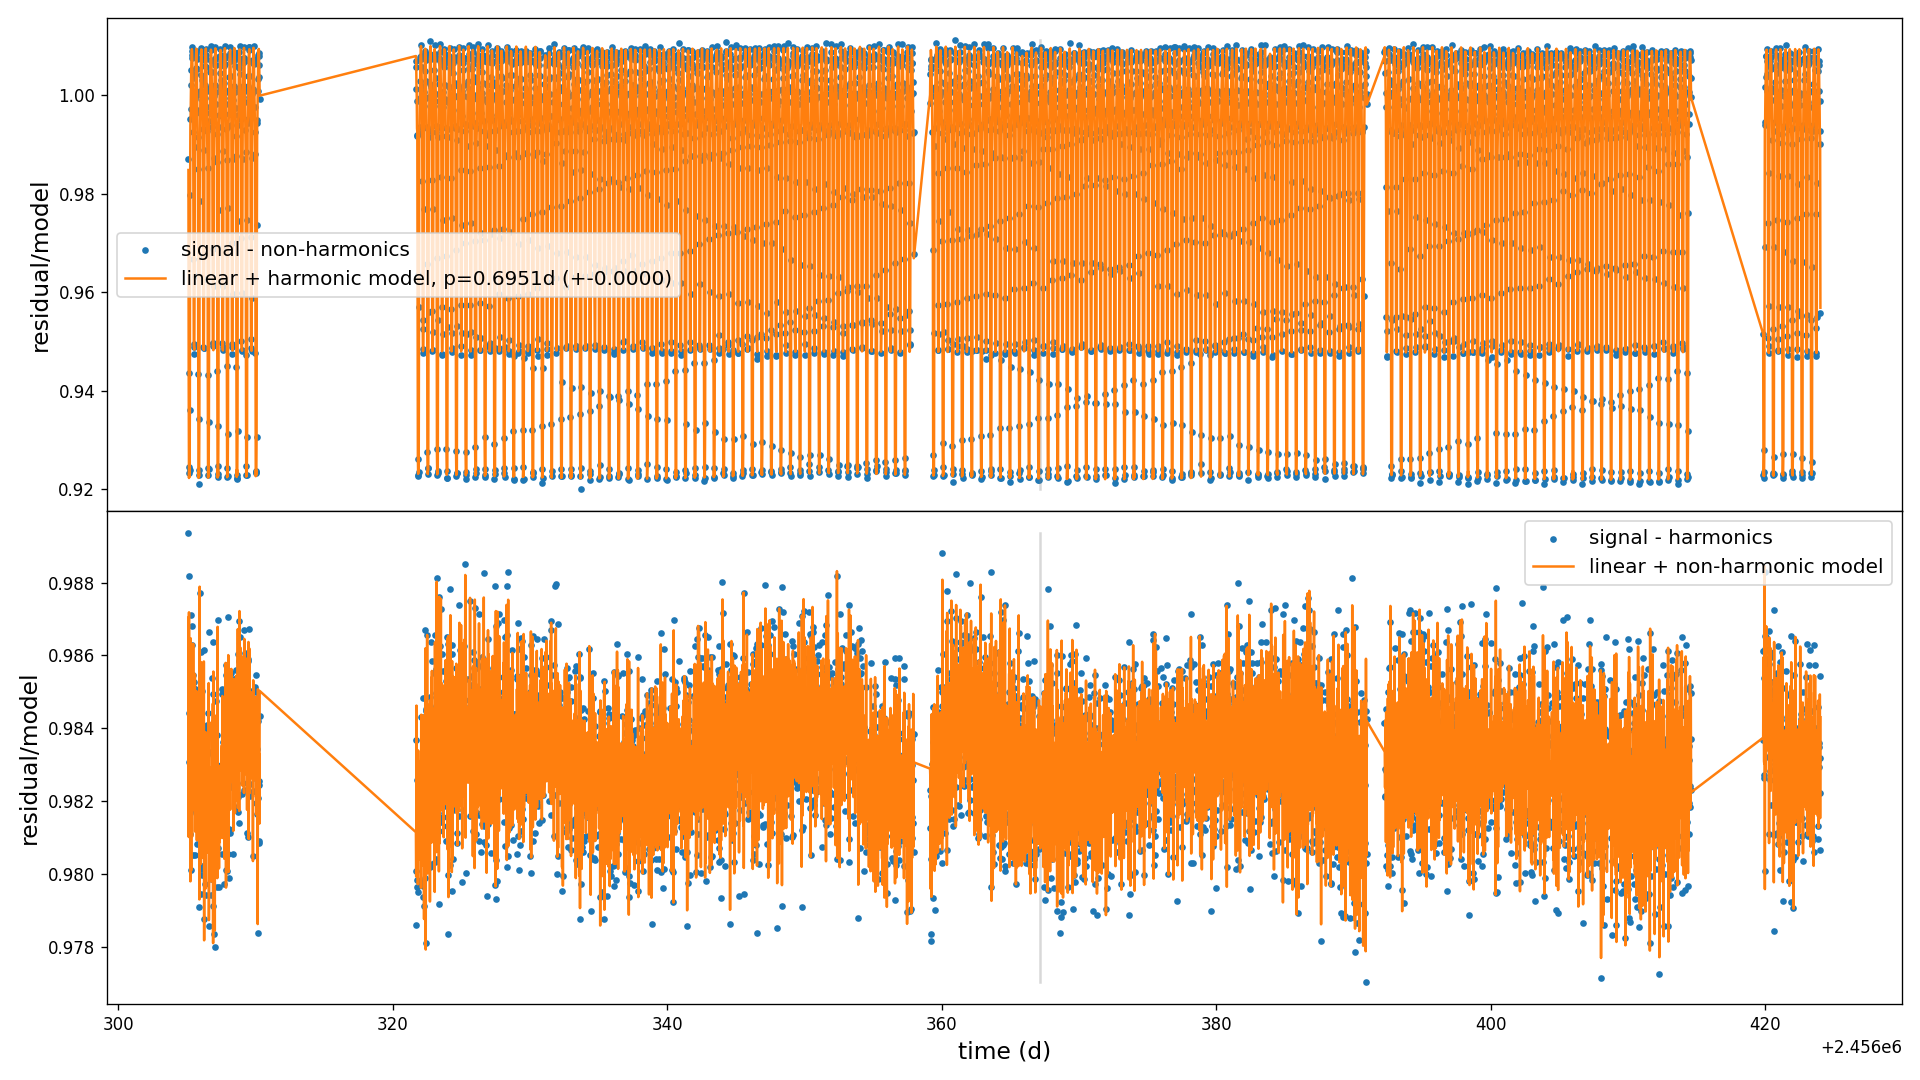 residual/model
1.00
0.98
0.96
0.94
0.92
signal - non-harmonics
linear + harmonic model, p=0.6951d (+-0.0000)
residual/model
0.988
0.986
0.984
0.982
0.980
0.978
signal - harmonics
linear + non-harmonic model
300
320
340
360
380
400
420
time (d)
+2.456e6